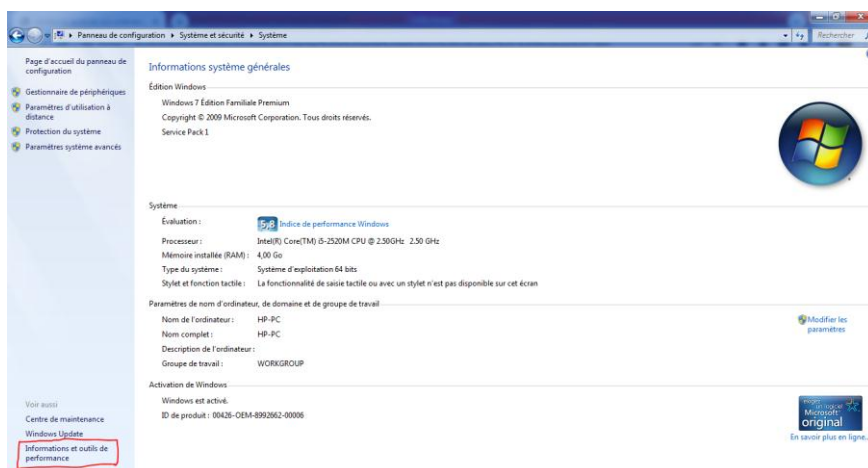 Panneau de configuration ▸ Système et sécurité ▸ Système
Rechercher
Page d'accueil du panneau de
configuration
Gestionnaire de périphériques
Paramètres d'utilisation à
distance
Protection du système
Paramètres système avancés
Informations système générales
Édition Windows
Windows 7 Édition Familiale Premium
Copyright © 2009 Microsoft Corporation. Tous droits réservés.
Service Pack 1
Système
Évaluation :
5,8 Indice de performance Windows
Processeur : Intel(R) Core(TM) i5-2520M CPU @ 2.50GHz 2.50 GHz
Mémoire installée (RAM) : 4,00 Go
Type du système : Système d'exploitation 64 bits
Stylet et fonction tactile : La fonctionnalité de saisie tactile ou avec un stylet n'est pas disponible sur cet écran
Paramètres de nom d'ordinateur, de domaine et de groupe de travail
Nom de l'ordinateur : HP-PC
Modifier les
paramètres
Nom complet : HP-PC
Description de l'ordinateur :
Groupe de travail : WORKGROUP
Activation de Windows
Windows est activé.
ID de produit : 00426-OEM-8992662-00006
un logiciel
Microsoft
original
En savoir plus en ligne...
Voir aussi
Centre de maintenance
Windows Update
Informations et outils de
performance